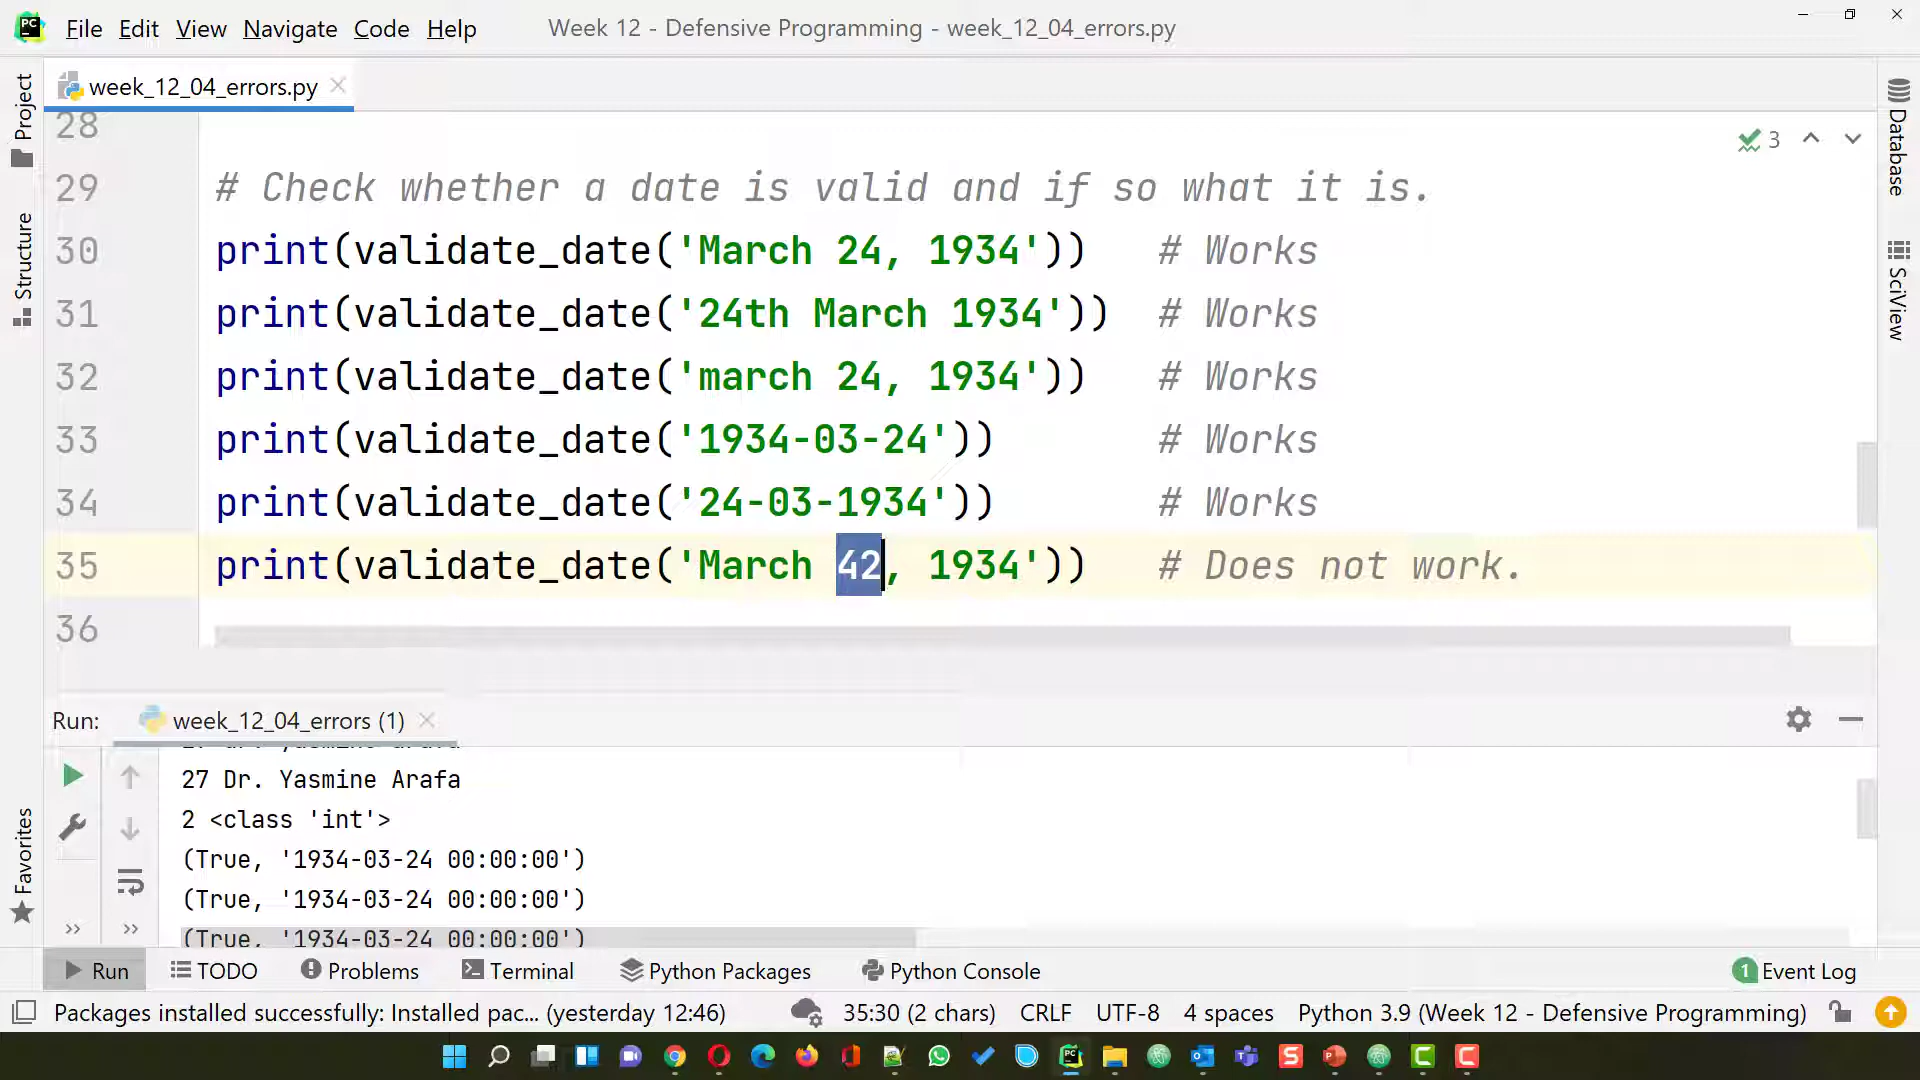 File Edit View Navigate Code Help Week 12 - Defensive Programming - week_12_04_errors.py
week_12_04_errors.py
Project
Structure
Favorites
Database
SciView
3
28
29 # Check whether a date is valid and if so what it is.
30 print(validate_date('March 24, 1934')) # Works
31 print(validate_date('24th March 1934')) # Works
32 print(validate_date('march 24, 1934')) # Works
33 print(validate_date('1934-03-24')) # Works
34 print(validate_date('24-03-1934')) # Works
35 print(validate_date('March 42, 1934')) # Does not work.
36
Run: week_12_04_errors (1)
27 Dr. Yasmine Arafa
2 <class 'int'>
(True, '1934-03-24 00:00:00')
(True, '1934-03-24 00:00:00')
(True, '1934-03-24 00:00:00')
Run TODO Problems Terminal Python Packages Python Console 1 Event Log
Packages installed successfully: Installed pac... (yesterday 12:46) 35:30 (2 chars) CRLF UTF-8 4 spaces Python 3.9 (Week 12 - Defensive Programming)